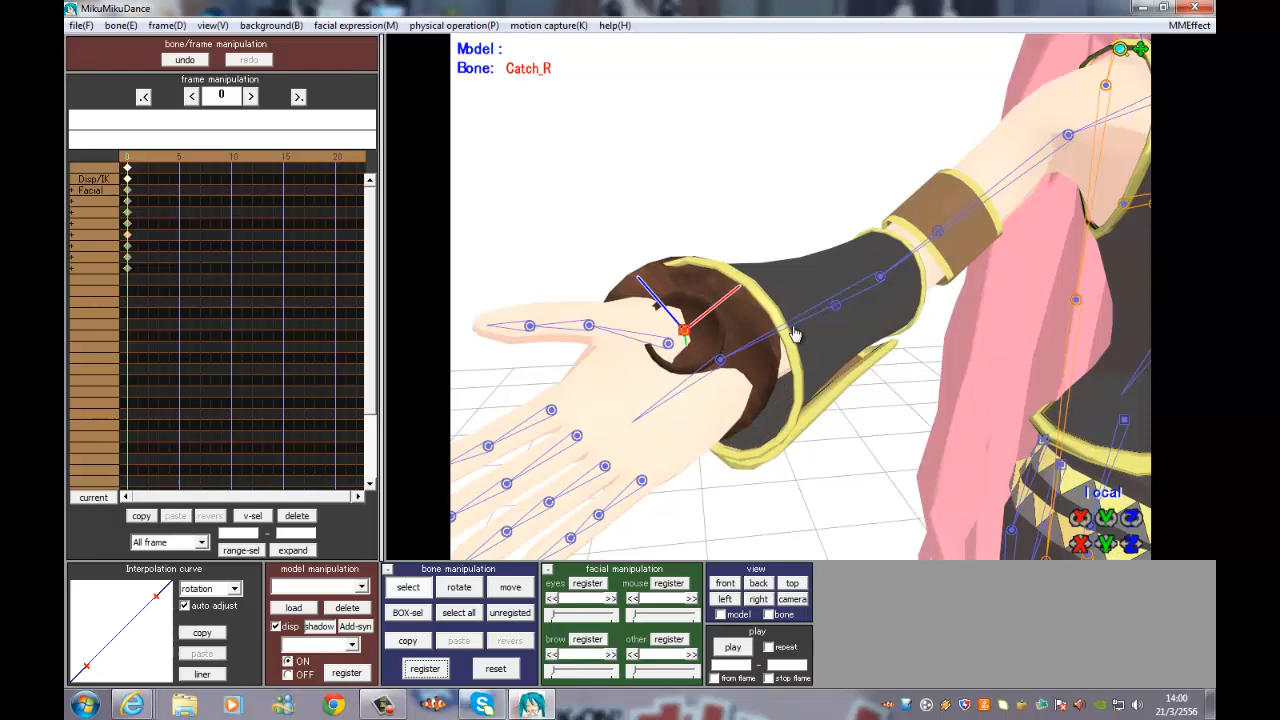 MikuMikuDance
file(F) bone(E) frame(D) view(V) background(B) facial expression(M) physical operation(P) motion capture(K) help(H) MMEffect
bone/frame manipulation
undo redo
frame manipulation
.< < 0 > >.
0 5 10 15 20
Disp/IK
+ Facial
current
copy paste revers v-sel delete
All frame -
range-sel expand
Model :
Bone: Catch_R
local
X Y Z
X Y Z
Interpolation curve
rotation
auto adjust
copy
paste
liner
model manipulation
load delete
disp shadow Add-syn
ON
OFF
register
- bone manipulation
select rotate move
BOX-sel select all unregisted
copy paste revers
register reset
- facial manipulation
eyes register mouse register
<< >> << >>
brow register other register
<< >> << >>
view
front back top
left right camera
model bone
play
play repeat
-
from flame stop flame
14:00
21/3/2556